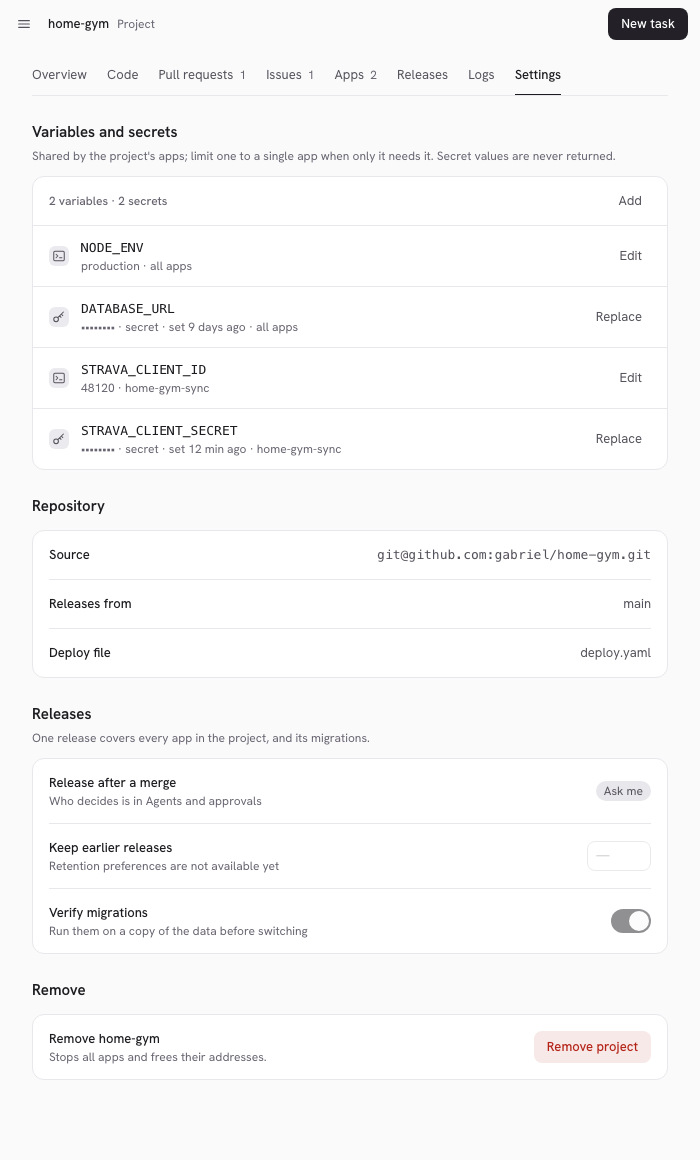 home-gym Project
New task
Overview Code Pull requests 1 Issues 1 Apps 2 Releases Logs Settings
Variables and secrets
Shared by the project's apps; limit one to a single app when only it needs it. Secret values are never returned.
2 variables · 2 secrets Add
NODE_ENV
production · all apps
Edit
DATABASE_URL
▪▪▪▪▪▪▪▪ · secret · set 9 days ago · all apps
Replace
STRAVA_CLIENT_ID
48120 · home-gym-sync
Edit
STRAVA_CLIENT_SECRET
▪▪▪▪▪▪▪▪ · secret · set 12 min ago · home-gym-sync
Replace
Repository
Source git@github.com:gabriel/home-gym.git
Releases from main
Deploy file deploy.yaml
Releases
One release covers every app in the project, and its migrations.
Release after a merge
Who decides is in Agents and approvals
Ask me
Keep earlier releases
Retention preferences are not available yet
—
Verify migrations
Run them on a copy of the data before switching
Remove
Remove home-gym
Stops all apps and frees their addresses.
Remove project